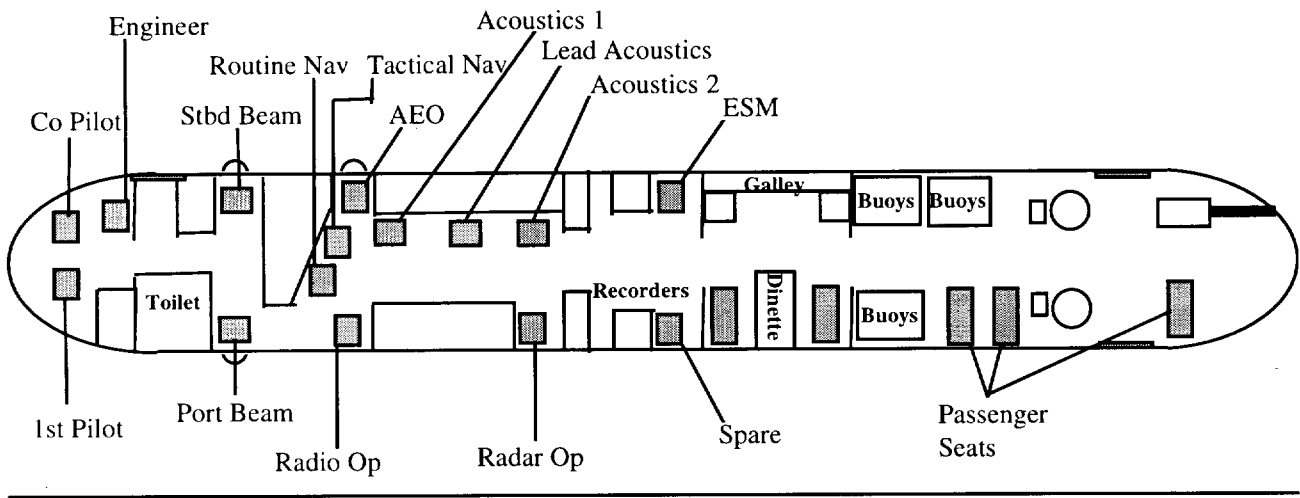 Engineer
Acoustics 1
Lead Acoustics
Routine Nav
Tactical Nav
Acoustics 2
Co Pilot
Stbd Beam
AEO
ESM
Galley
Buoys
Buoys
Toilet
Recorders
Dinette
Buoys
1st Pilot
Port Beam
Radio Op
Radar Op
Spare
Passenger
Seats